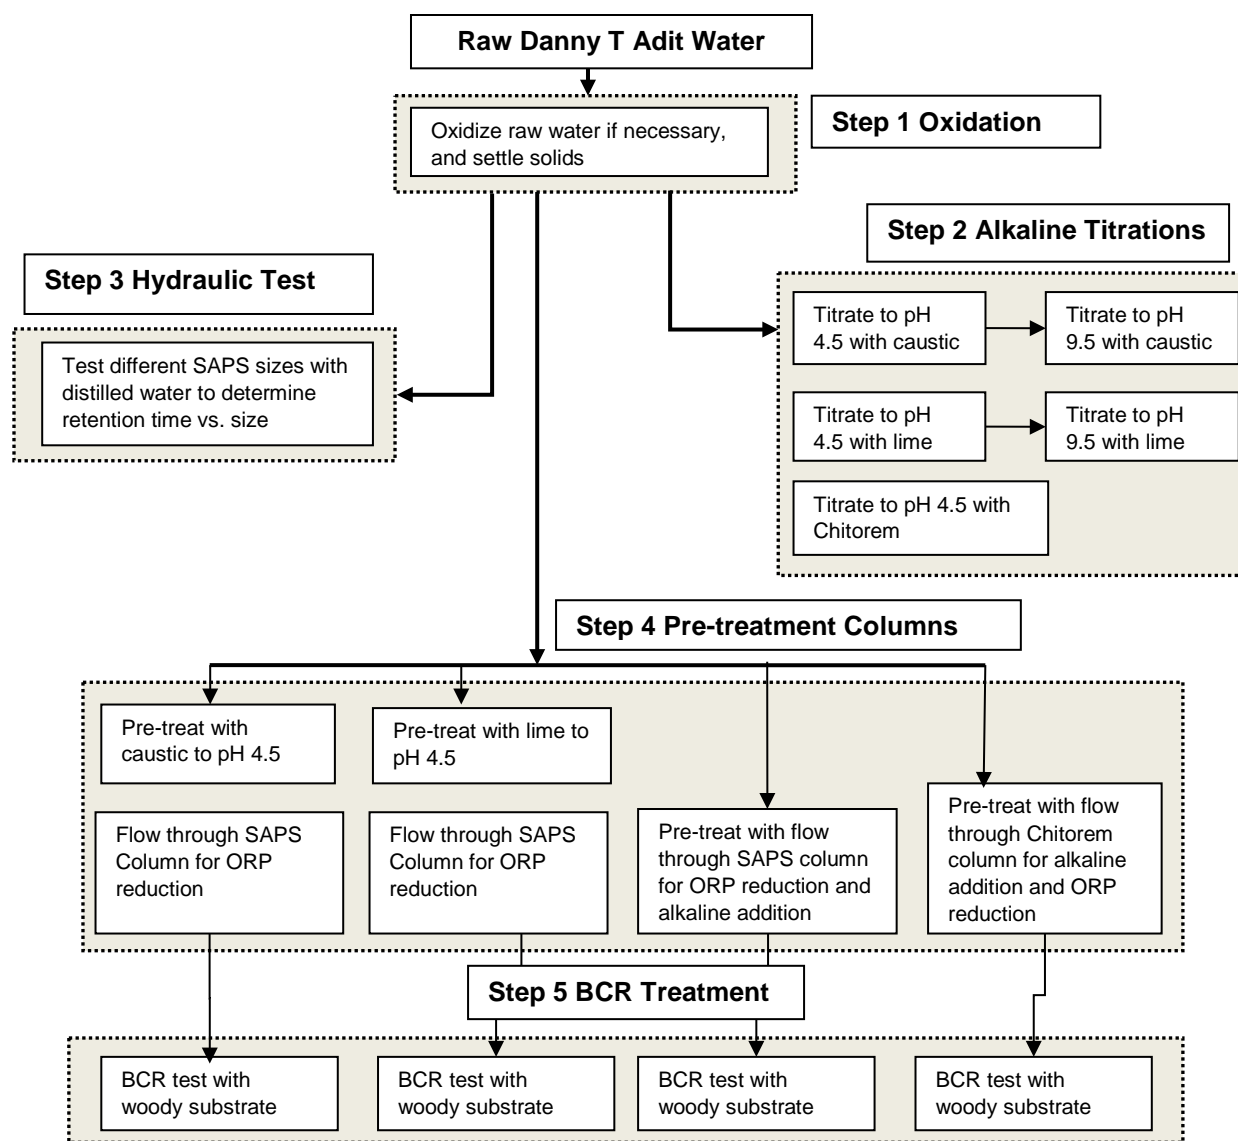 Raw Danny T Adit Water
Oxidize raw water if necessary,
and settle solids
Step 1 Oxidation
Step 2 Alkaline Titrations
Step 3 Hydraulic Test
Titrate to pH
4.5 with caustic
Titrate to pH
9.5 with caustic
Test different SAPS sizes with
distilled water to determine
retention time vs. size
Titrate to pH
4.5 with lime
Titrate to pH
9.5 with lime
Titrate to pH 4.5 with
Chitorem
Step 4 Pre-treatment Columns
Pre-treat with
caustic to pH 4.5
Pre-treat with lime to
pH 4.5
Flow through SAPS
Column for ORP
reduction
Flow through SAPS
Column for ORP
reduction
Pre-treat with flow
through SAPS column
for ORP reduction and
alkaline addition
Pre-treat with flow
through Chitorem
column for alkaline
addition and ORP
reduction
Step 5 BCR Treatment
BCR test with
woody substrate
BCR test with
woody substrate
BCR test with
woody substrate
BCR test with
woody substrate